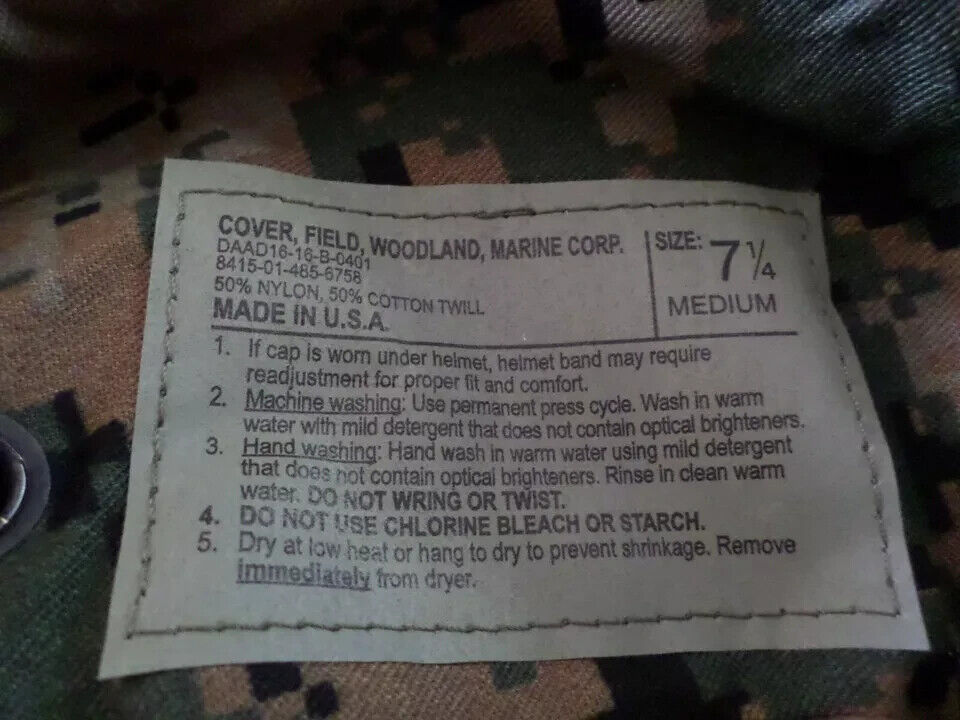 COVER, FIELD, WOODLAND, MARINE CORP.
DAAD16-16-B-0401
8415-01-485-6758
50% NYLON, 50% COTTON TWILL
MADE IN U.S.A.
SIZE: 7 1/4
MEDIUM
1. If cap is worn under helmet, helmet band may require
readjustment for proper fit and comfort.
2. Machine washing: Use permanent press cycle. Wash in warm
water with mild detergent that does not contain optical brighteners.
3. Hand washing: Hand wash in warm water using mild detergent
that does not contain optical brighteners. Rinse in clean warm
water. DO NOT WRING OR TWIST.
4. DO NOT USE CHLORINE BLEACH OR STARCH.
5. Dry at low heat or hang to dry to prevent shrinkage. Remove
immediately from dryer.